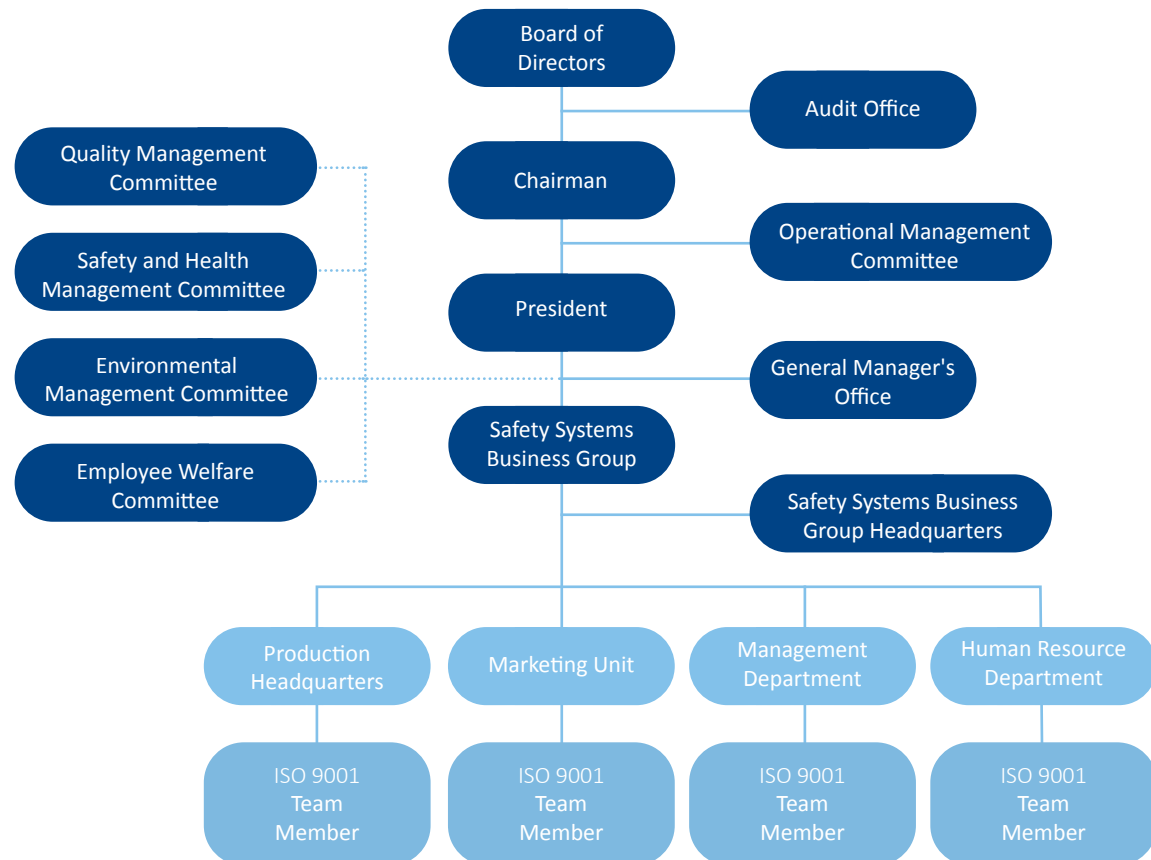 Board of
Directors
Audit Office
Quality Management
Committee
Chairman
Operational Management
Committee
Safety and Health
Management Committee
President
Environmental
Management Committee
General Manager's
Office
Safety Systems
Business Group
Employee Welfare
Committee
Safety Systems Business
Group Headquarters
Production
Headquarters
Marketing Unit
Management
Department
Human Resource
Department
ISO 9001
Team
Member
ISO 9001
Team
Member
ISO 9001
Team
Member
ISO 9001
Team
Member